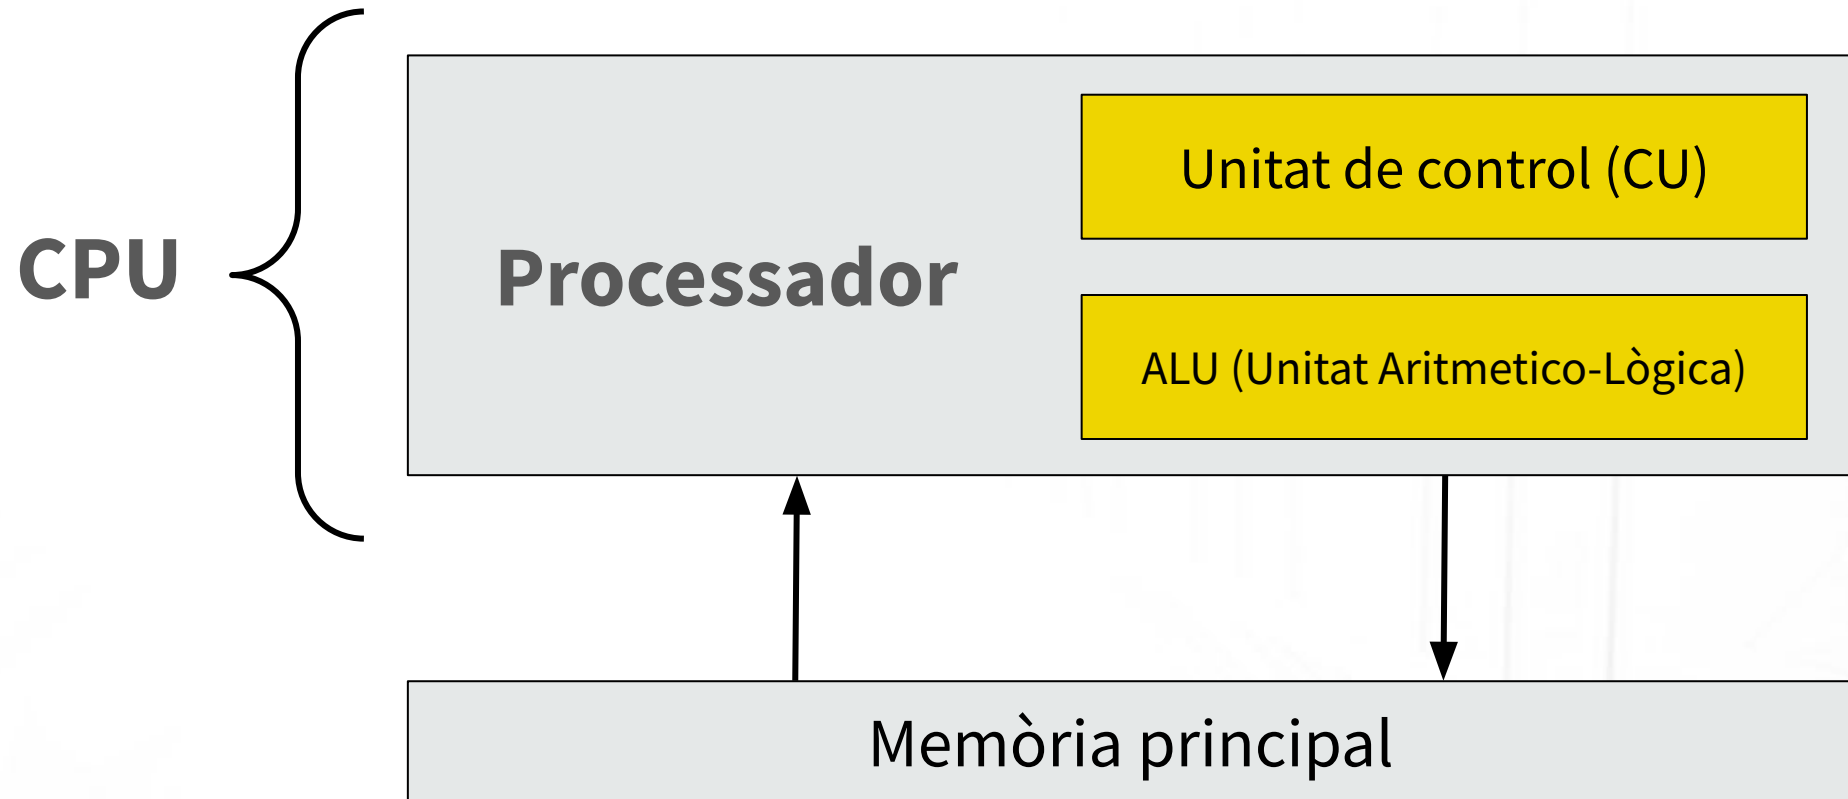 CPU
Processador
Unitat de control (CU)
ALU (Unitat Aritmetico-Lògica)
Memòria principal